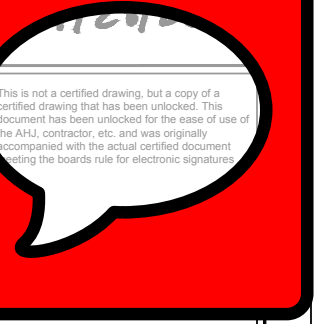 This is not a certified drawing, but a copy of a
certified drawing that has been unlocked. This
document has been unlocked for the ease of use of
the AHJ, contractor, etc. and was originally
accompanied with the actual certified document
meeting the boards rule for electronic signatures